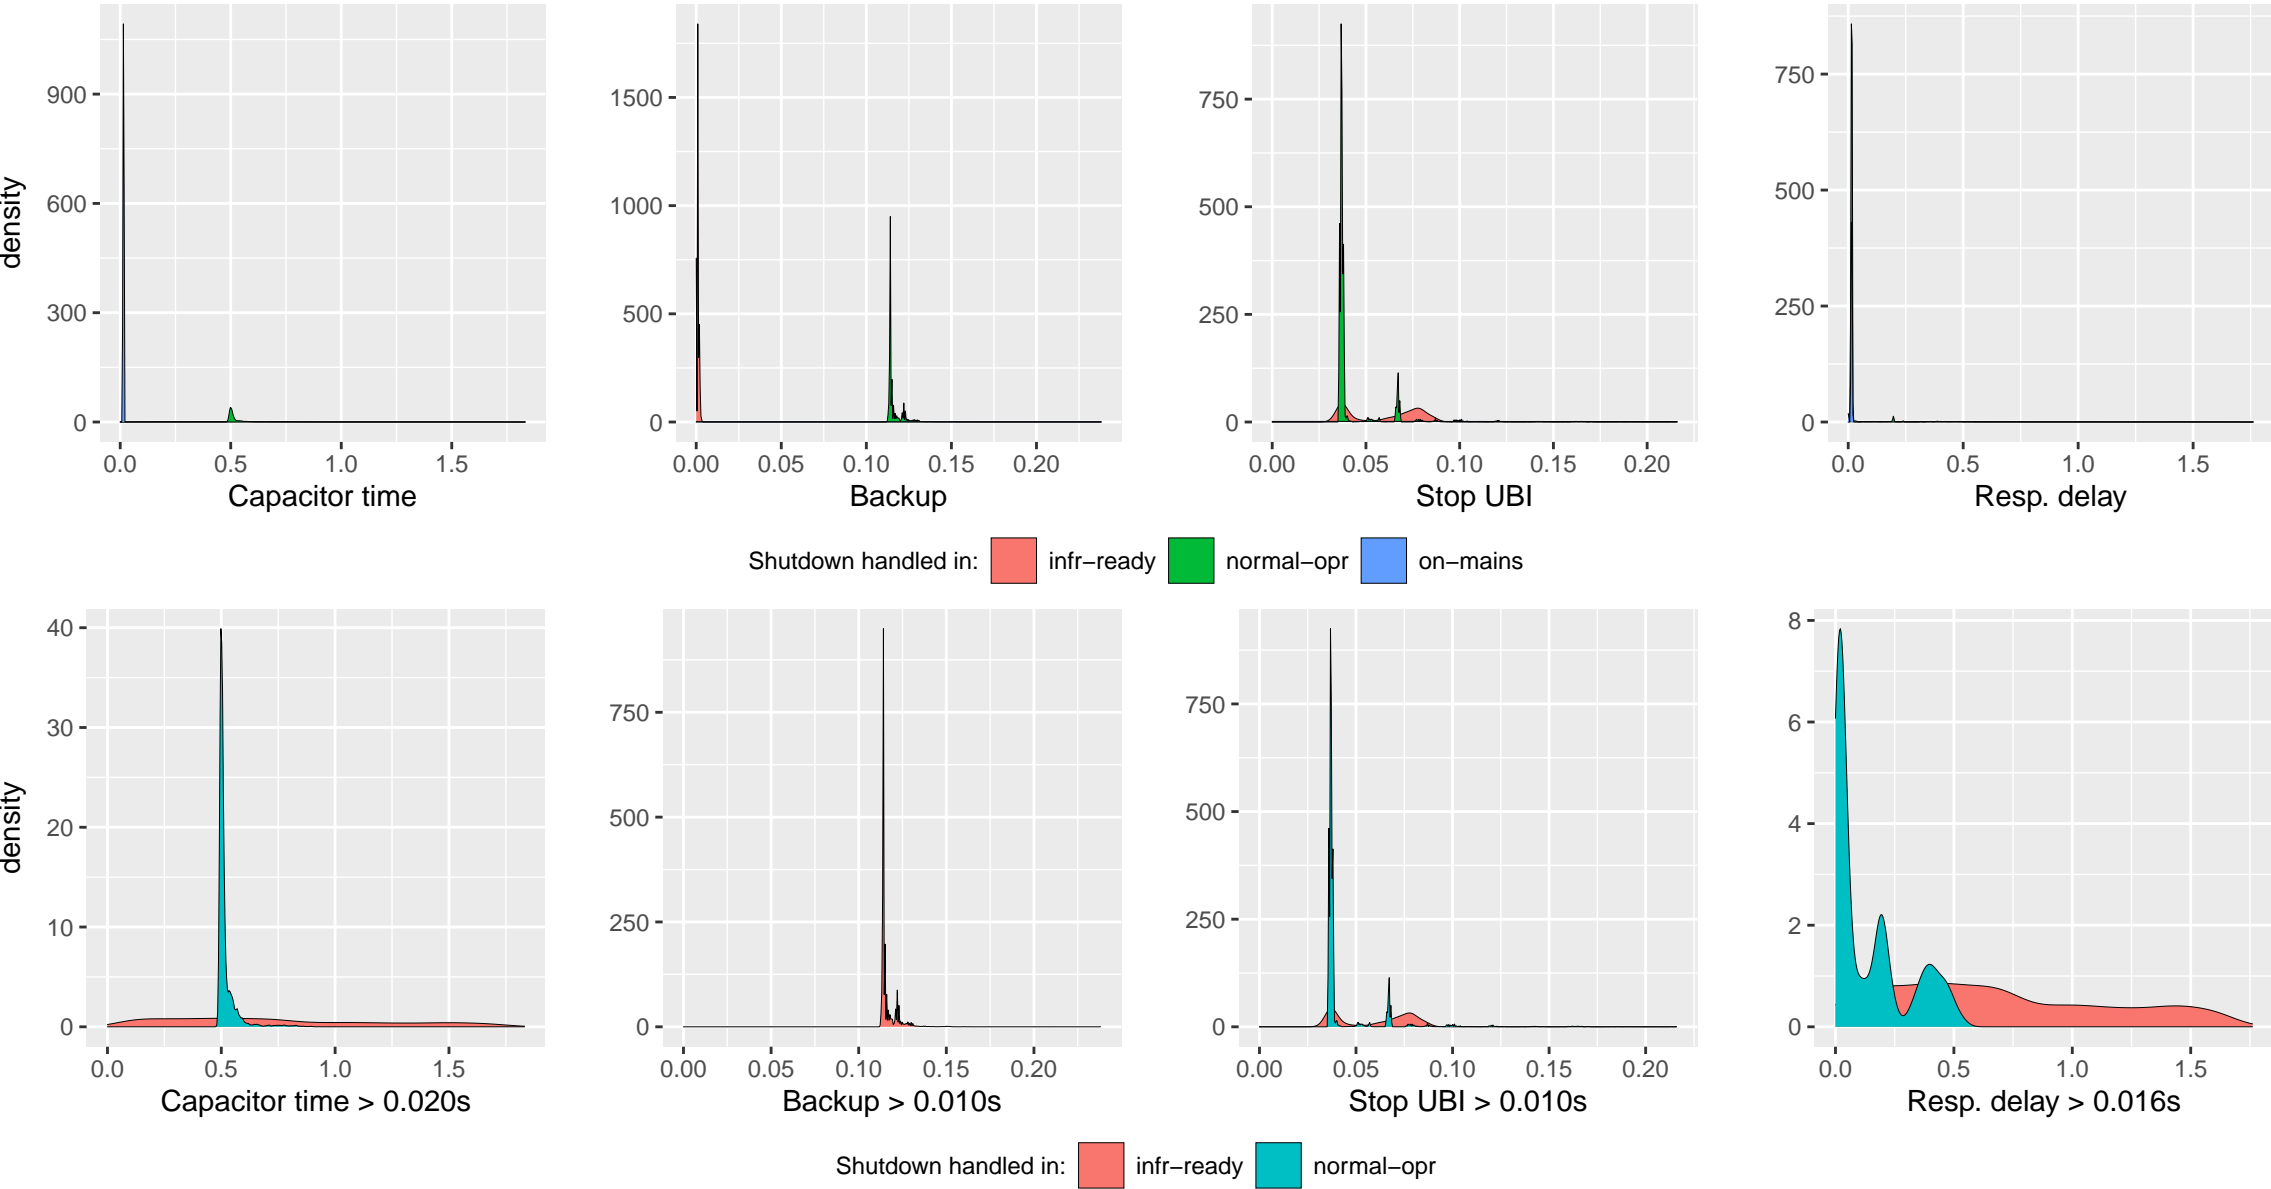 density
900
600
300
0
0.0 0.5 1.0 1.5
Capacitor time
1500
1000
500
0
0.00 0.05 0.10 0.15 0.20
Backup
750
500
250
0
0.00 0.05 0.10 0.15 0.20
Stop UBI
750
500
250
0
0.0 0.5 1.0 1.5
Resp. delay
Shutdown handled in: infr−ready normal−opr on−mains
density
40
30
20
10
0
0.0 0.5 1.0 1.5
Capacitor time > 0.020s
750
500
250
0
0.00 0.05 0.10 0.15 0.20
Backup > 0.010s
750
500
250
0
0.00 0.05 0.10 0.15 0.20
Stop UBI > 0.010s
8
6
4
2
0
0.0 0.5 1.0 1.5
Resp. delay > 0.016s
Shutdown handled in: infr−ready normal−opr